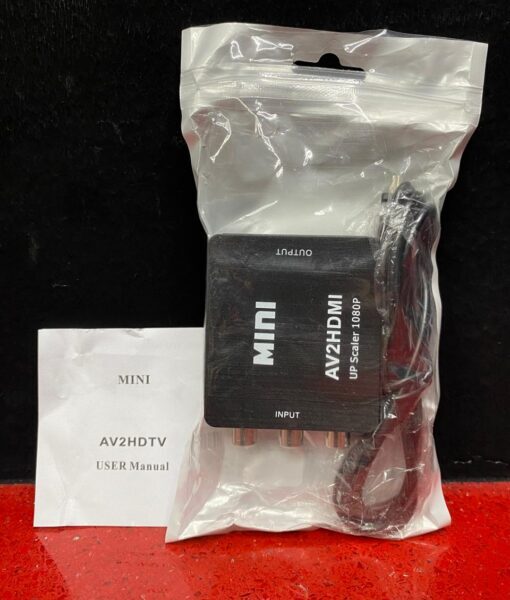 MINI
AV2HDTV
USER Manual
OUTPUT
MINI
AV2HDMI
UP Scaler 1080P
INPUT